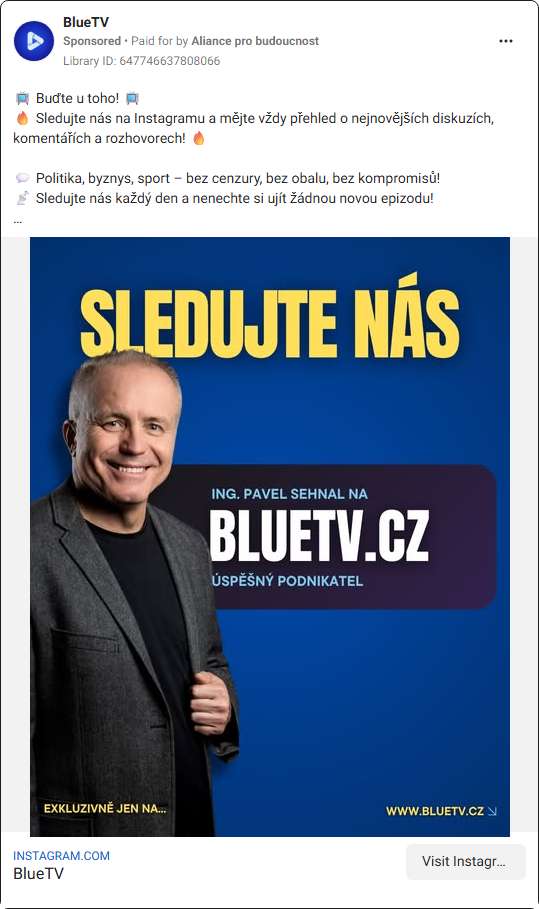 BlueTV
Sponsored • Paid for by Aliance pro budoucnost
Library ID: 647746637808066
📺 Buďte u toho! 📺
🔥 Sledujte nás na Instagramu a mějte vždy přehled o nejnovějších diskuzích,
komentářích a rozhovorech! 🔥
💬 Politika, byznys, sport – bez cenzury, bez obalu, bez kompromisů!
📡 Sledujte nás každý den a nenechte si ujít žádnou novou epizodu!
...
SLEDUJTE NÁS
ING. PAVEL SEHNAL NA
BLUETV.CZ
ÚSPĚŠNÝ PODNIKATEL
EXKLUZIVNĚ JEN NA...
WWW.BLUETV.CZ
INSTAGRAM.COM
BlueTV
Visit Instagr...